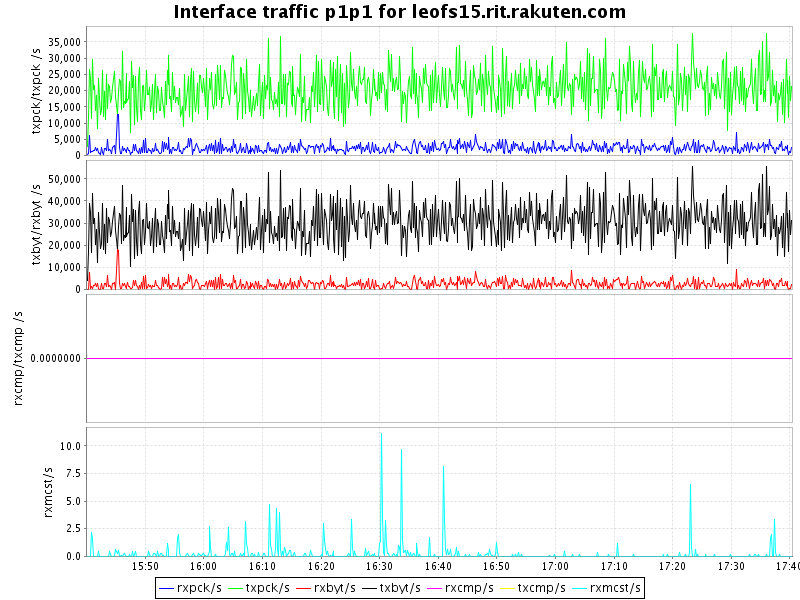 Interface traffic p1p1 for leofs15.rit.rakuten.com
txpck/txpck /s
35,000
30,000
25,000
20,000
15,000
10,000
5,000
0
txbyt/rxbyt /s
50,000
40,000
30,000
20,000
10,000
0
rxcmp/txcmp /s
0.0000000
rxmcst/s
10.0
7.5
5.0
2.5
0.0
15:50 16:00 16:10 16:20 16:30 16:40 16:50 17:00 17:10 17:20 17:30 17:40
rxpck/s txpck/s rxbyt/s txbyt/s rxcmp/s txcmp/s rxmcst/s